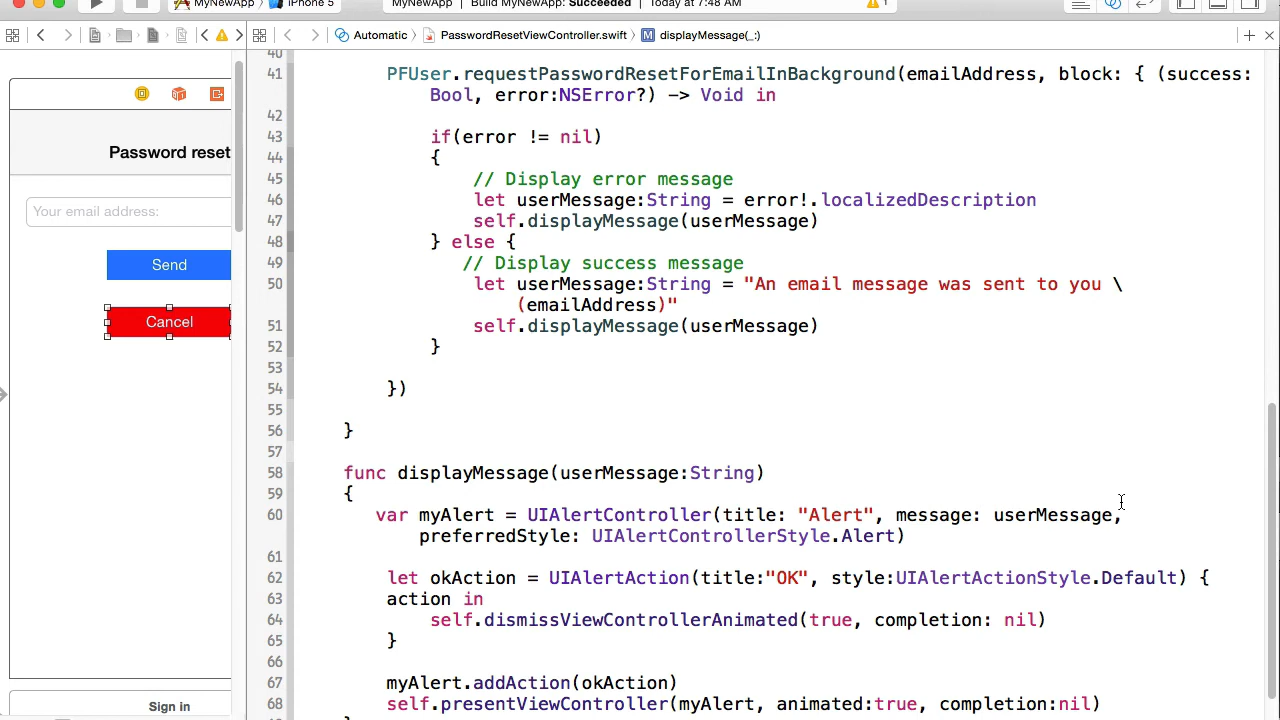 MyNewApp iPhone 5 MyNewApp | Build MyNewApp: Succeeded | Today at 7:48 AM 1
Automatic PasswordResetViewController.swift M displayMessage(_:)
Password reset
Your email address:
Send
Cancel
Sign in
40
41 PFUser.requestPasswordResetForEmailInBackground(emailAddress, block: { (success:
Bool, error:NSError?) -> Void in
42
43 if(error != nil)
44 {
45 // Display error message
46 let userMessage:String = error!.localizedDescription
47 self.displayMessage(userMessage)
48 } else {
49 // Display success message
50 let userMessage:String = "An email message was sent to you \
(emailAddress)"
51 self.displayMessage(userMessage)
52 }
53
54 })
55
56 }
57
58 func displayMessage(userMessage:String)
59 {
60 var myAlert = UIAlertController(title: "Alert", message: userMessage,
preferredStyle: UIAlertControllerStyle.Alert)
61
62 let okAction = UIAlertAction(title:"OK", style:UIAlertActionStyle.Default) {
63 action in
64 self.dismissViewControllerAnimated(true, completion: nil)
65 }
66
67 myAlert.addAction(okAction)
68 self.presentViewController(myAlert, animated:true, completion:nil)